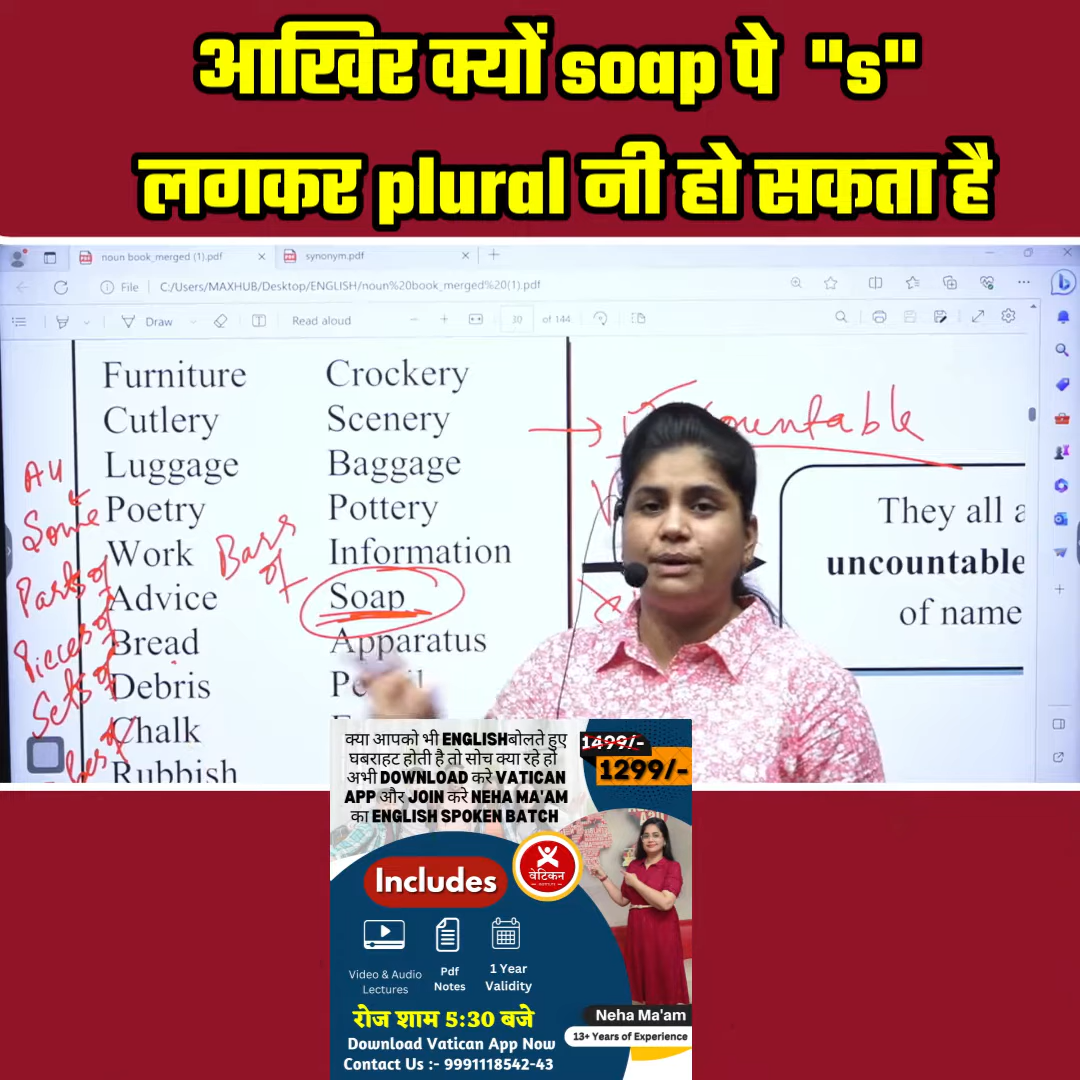 आखिर क्यों soap पे "s"
लगकर plural नी हो सकता है
noun book_merged (1).pdf
synonym.pdf
File C:/Users/MAXHUB/Desktop/ENGLISH/noun%20book_merged%20(1).pdf
Draw
Read aloud
30 of 144
Furniture Crockery
Cutlery Scenery
Luggage Baggage
Poetry Pottery
Work Information
Advice Soap
Bread Apparatus
Debris
Chalk
Rubbish
All
Some
Parts of
Pieces of
Sets of
Bars
of
countable
They all a
uncountable
of name
क्या आपको भी ENGLISHबोलते हुए
घबराहट होती है तो सोच क्या रहे हो
अभी DOWNLOAD करे VATICAN
APP और JOIN करे NEHA MA'AM
का ENGLISH SPOKEN BATCH
1499/-
1299/-
Includes
वेटिकन
Video & Audio
Lectures
Pdf
Notes
1 Year
Validity
रोज शाम 5:30 बजे
Download Vatican App Now
Contact Us :- 9991118542-43
Neha Ma'am
13+ Years of Experience